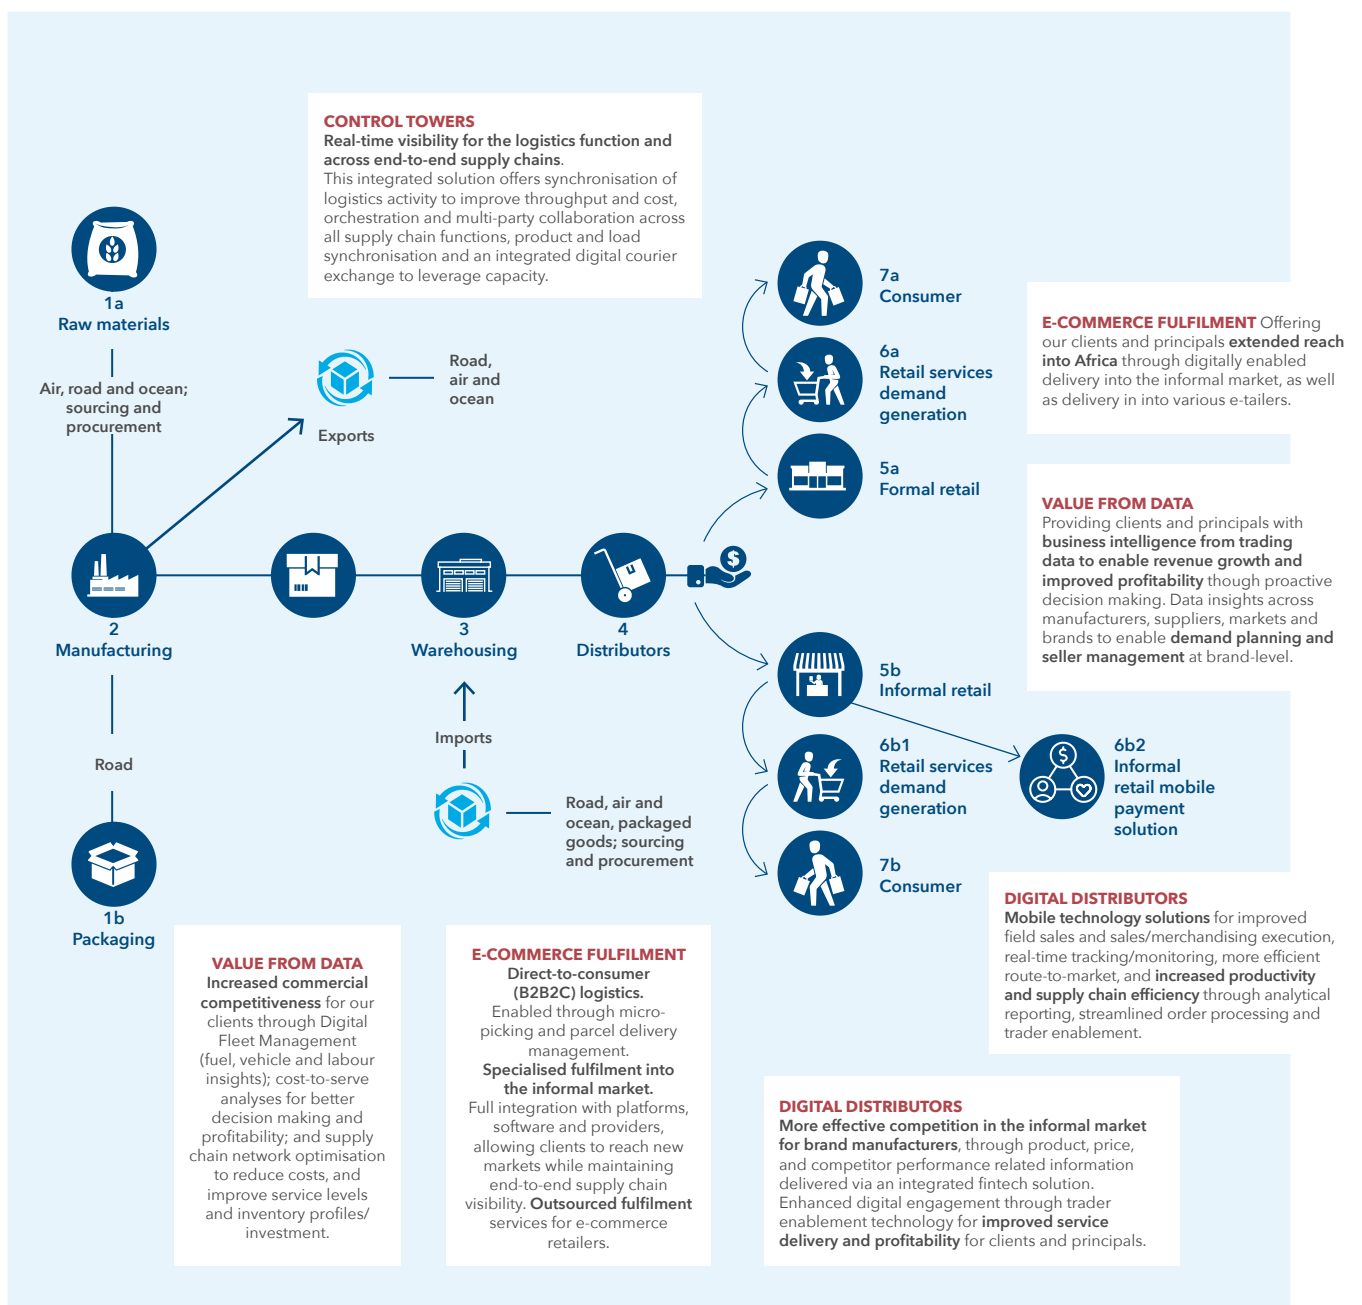 CONTROL TOWERS
Real-time visibility for the logistics function and
across end-to-end supply chains.
This integrated solution offers synchronisation of
logistics activity to improve throughput and cost,
orchestration and multi-party collaboration across
all supply chain functions, product and load
synchronisation and an integrated digital courier
exchange to leverage capacity.
1a
Raw materials
Air, road and ocean;
sourcing and
procurement
Road,
air and
ocean
Exports
7a
Consumer
6a
Retail services
demand
generation
5a
Formal retail
E-COMMERCE FULFILMENT Offering
our clients and principals extended reach
into Africa through digitally enabled
delivery into the informal market, as well
as delivery in into various e-tailers.
VALUE FROM DATA
Providing clients and principals with
business intelligence from trading
data to enable revenue growth and
improved profitability though proactive
decision making. Data insights across
manufacturers, suppliers, markets and
brands to enable demand planning and
seller management at brand-level.
$
2
Manufacturing
3
Warehousing
4
Distributors
Road
Imports
Road, air and
ocean, packaged
goods; sourcing
and procurement
5b
Informal retail
6b1
Retail services
demand
generation
$
6b2
Informal
retail mobile
payment
solution
7b
Consumer
1b
Packaging
DIGITAL DISTRIBUTORS
Mobile technology solutions for improved
field sales and sales/merchandising execution,
real-time tracking/monitoring, more efficient
route-to-market, and increased productivity
and supply chain efficiency through analytical
reporting, streamlined order processing and
trader enablement.
VALUE FROM DATA
Increased commercial
competitiveness for our
clients through Digital
Fleet Management
(fuel, vehicle and labour
insights); cost-to-serve
analyses for better
decision making and
profitability; and supply
chain network optimisation
to reduce costs, and
improve service levels
and inventory profiles/
investment.
E-COMMERCE FULFILMENT
Direct-to-consumer
(B2B2C) logistics.
Enabled through micro-
picking and parcel delivery
management.
Specialised fulfilment into
the informal market.
Full integration with platforms,
software and providers,
allowing clients to reach new
markets while maintaining
end-to-end supply chain
visibility. Outsourced fulfilment
services for e-commerce
retailers.
DIGITAL DISTRIBUTORS
More effective competition in the informal market
for brand manufacturers, through product, price,
and competitor performance related information
delivered via an integrated fintech solution.
Enhanced digital engagement through trader
enablement technology for improved service
delivery and profitability for clients and principals.